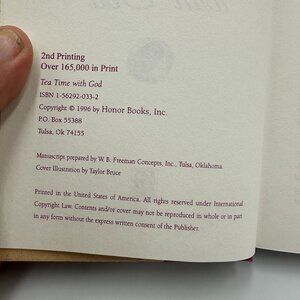 2nd Printing
Over 165,000 in Print
Tea Time with God
ISBN 1-56292-033-2
Copyright © 1996 by Honor Books, Inc.
P.O. Box 55388
Tulsa, Ok 74155
Manuscript prepared by W. B. Freeman Concepts, Inc., Tulsa, Oklahoma.
Cover Illustration by Taylor Bruce
Printed in the United States of America. All rights reserved under International
Copyright Law. Contents and/or cover may not be reproduced in whole or in part
in any form without the express written consent of the Publisher.